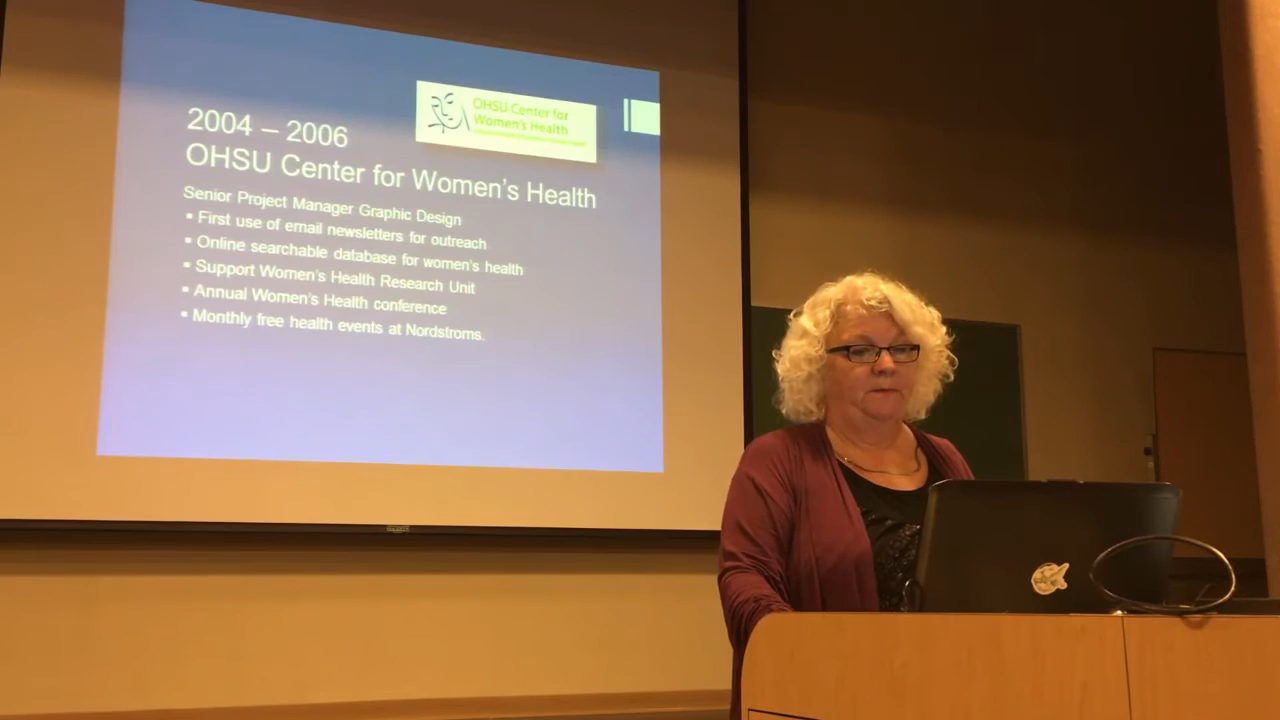 OHSU Center for
Women's Health
2004 – 2006
OHSU Center for Women's Health
Senior Project Manager Graphic Design
▪ First use of email newsletters for outreach
▪ Online searchable database for women's health
▪ Support Women's Health Research Unit
▪ Annual Women's Health conference
▪ Monthly free health events at Nordstroms.